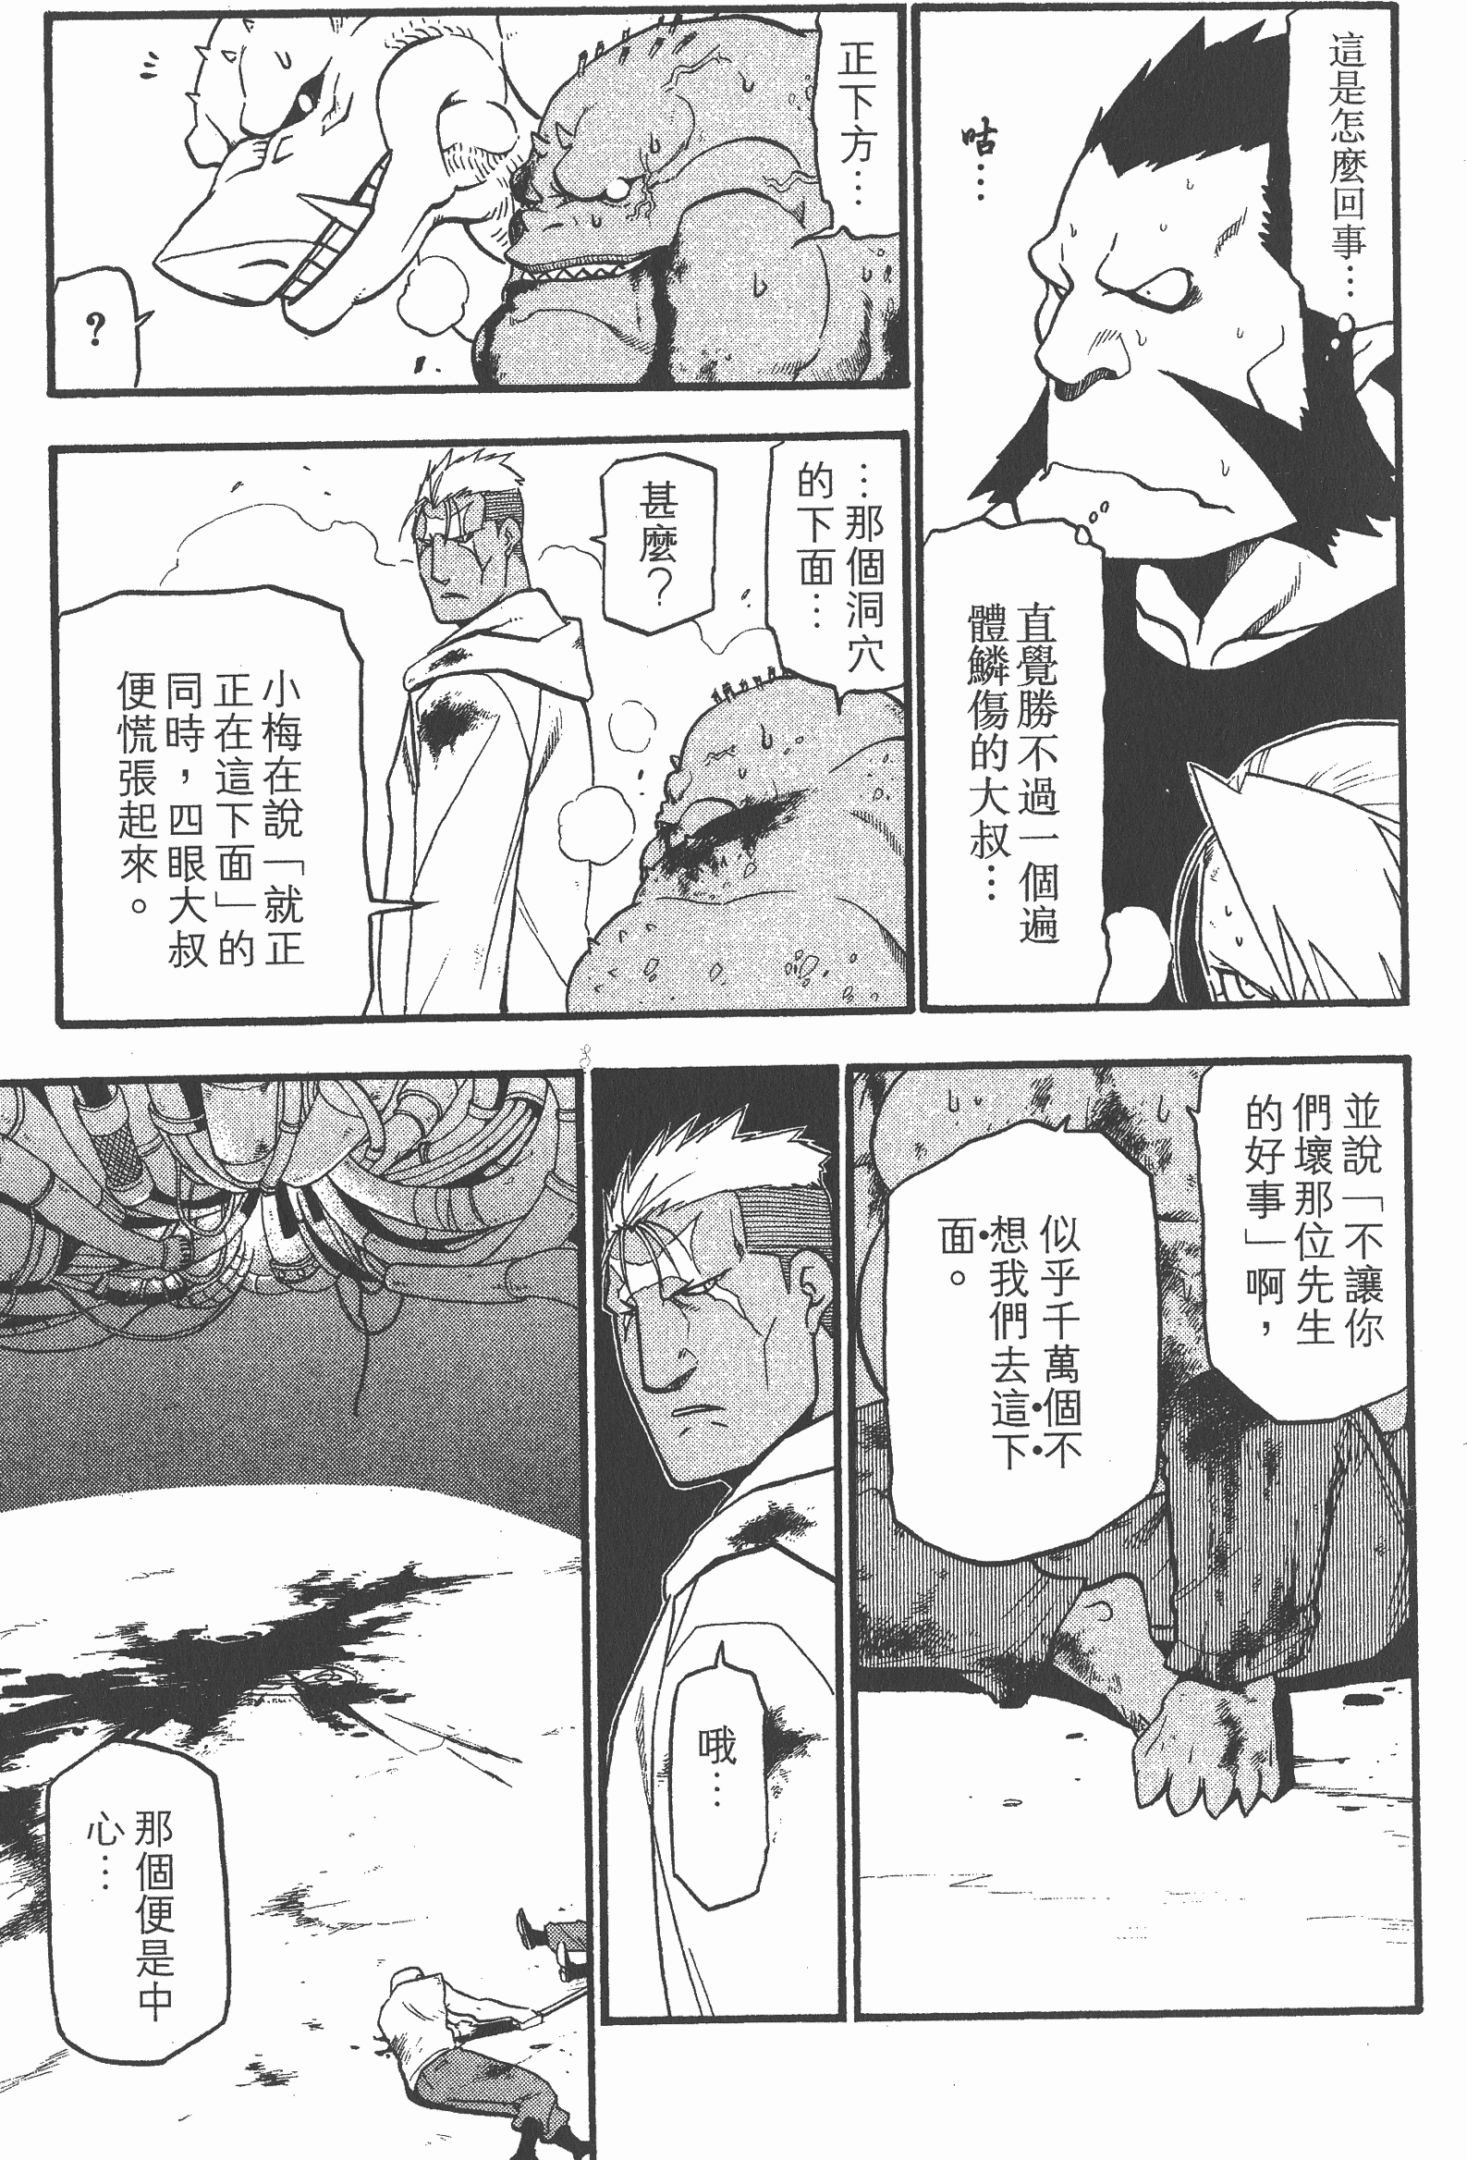 這是怎麼回事…
咕…
直覺勝不過一個遍
體鱗傷的大叔…
正下方…
？
…那個洞穴
的下面…
甚麼？
小梅在說「就正
正在這下面」的
同時，四眼大叔
便慌張起來。
並說「不讓你
們壞那位先生
的好事」啊，
似乎千萬個不
想我們去這下
面。
哦…
那個便是中
心…